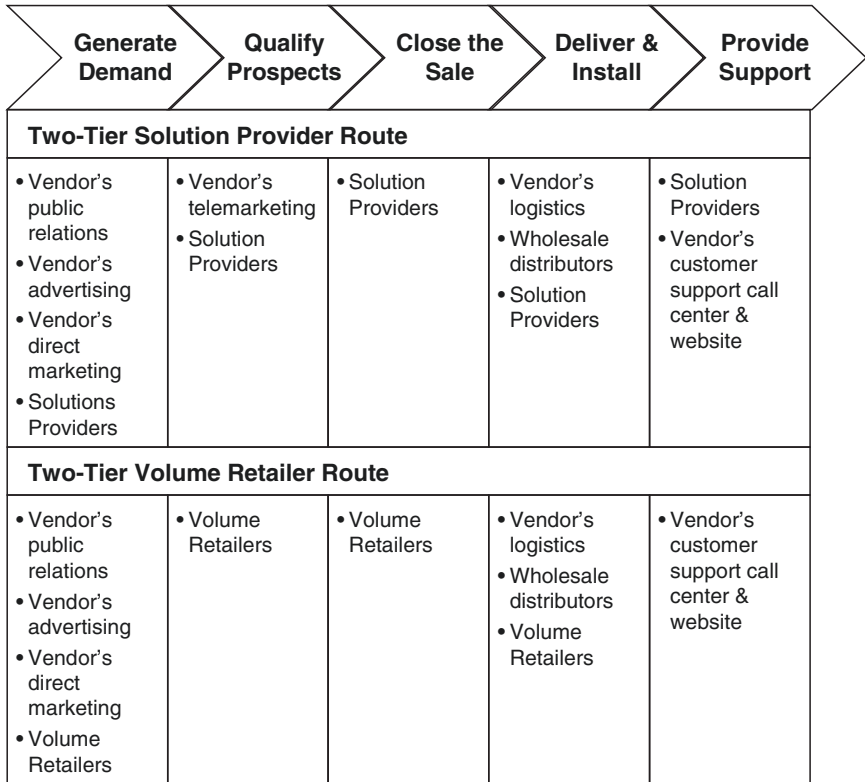 Generate
Demand
Qualify
Prospects
Close the
Sale
Deliver &
Install
Provide
Support
Two-Tier Solution Provider Route
• Vendor’s
public
relations
• Vendor’s
advertising
• Vendor’s
direct
marketing
• Solutions
Providers
• Vendor’s
telemarketing
• Solution
Providers
• Solution
Providers
• Vendor’s
logistics
• Wholesale
distributors
• Solution
Providers
• Solution
Providers
• Vendor’s
customer
support call
center &
website
Two-Tier Volume Retailer Route
• Vendor’s
public
relations
• Vendor’s
advertising
• Vendor’s
direct
marketing
• Volume
Retailers
• Volume
Retailers
• Volume
Retailers
• Vendor’s
logistics
• Wholesale
distributors
• Volume
Retailers
• Vendor’s
customer
support call
center &
website